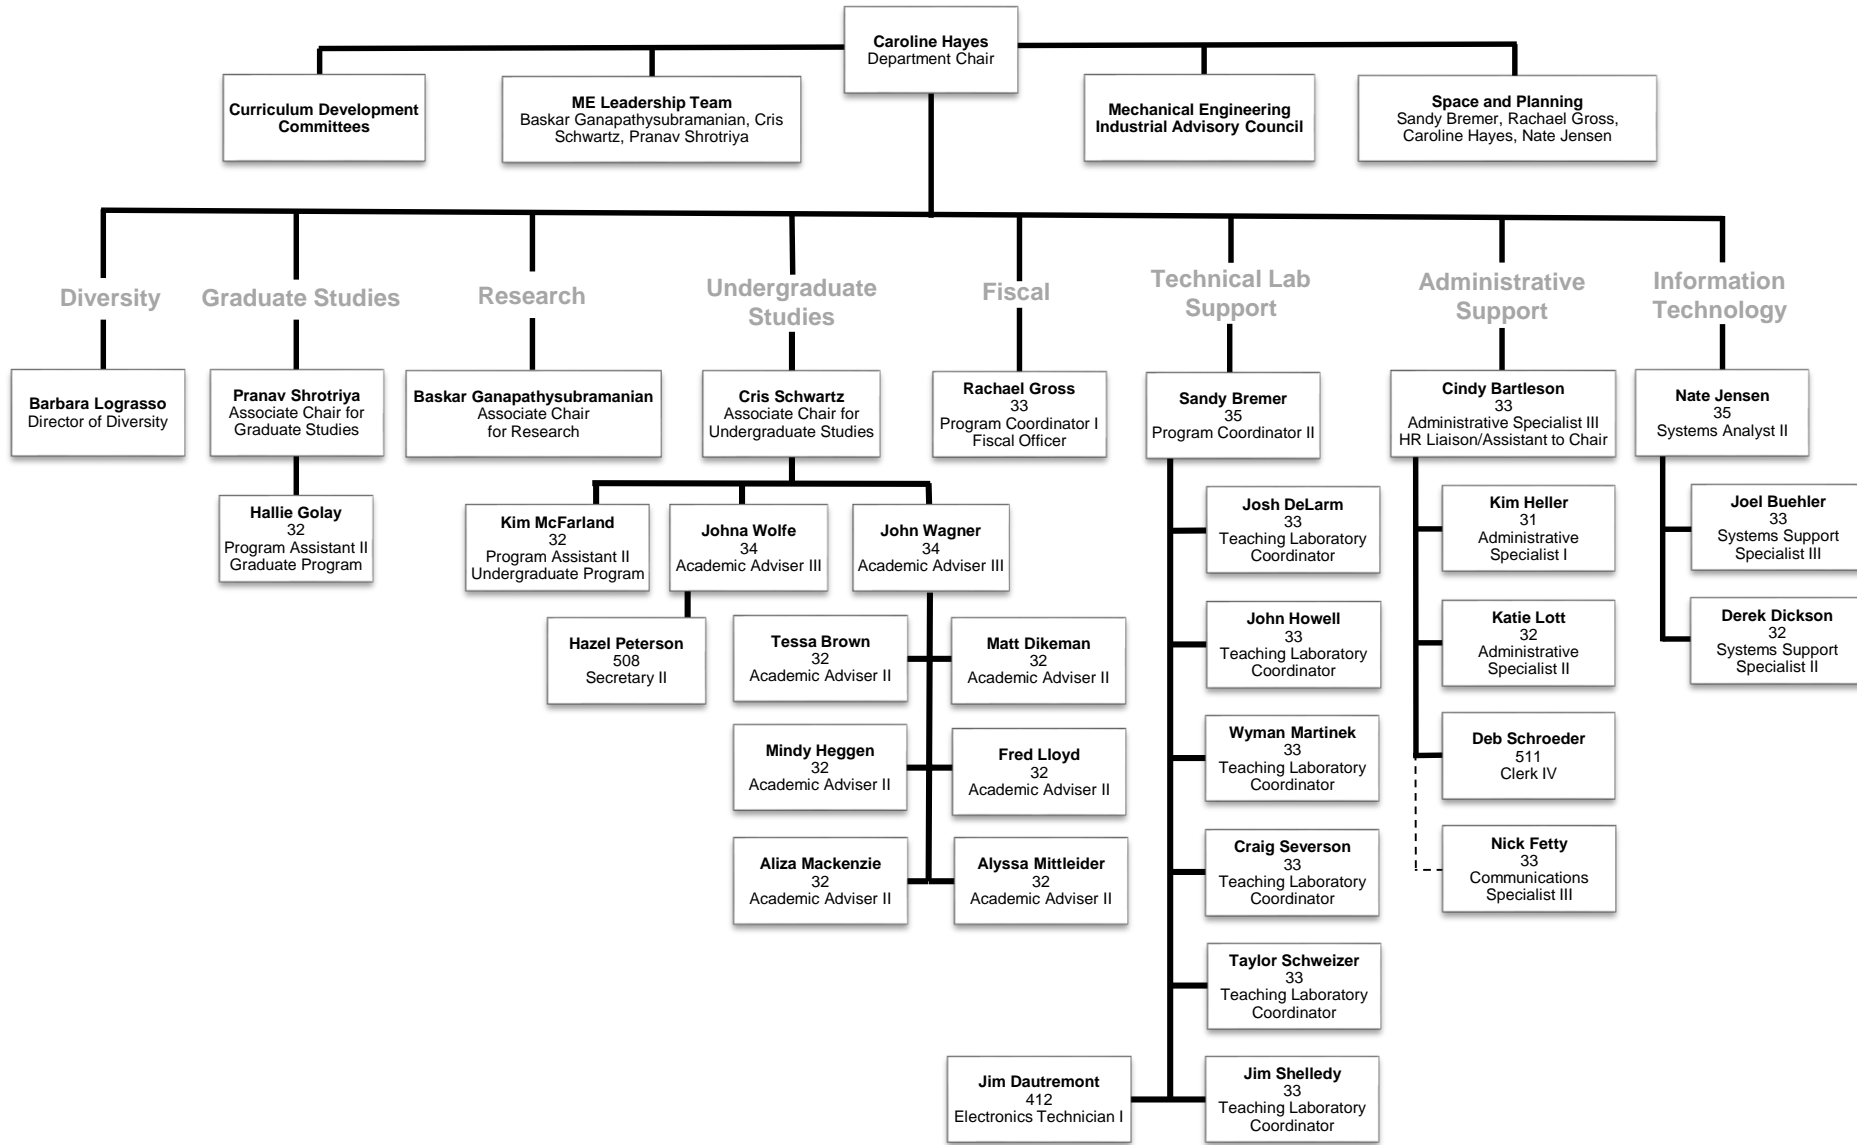 Caroline Hayes
Department Chair
Curriculum Development
Committees
ME Leadership Team
Baskar Ganapathysubramanian, Cris
Schwartz, Pranav Shrotriya
Mechanical Engineering
Industrial Advisory Council
Space and Planning
Sandy Bremer, Rachael Gross,
Caroline Hayes, Nate Jensen
Diversity
Graduate Studies
Research
Undergraduate
Studies
Fiscal
Technical Lab
Support
Administrative
Support
Information
Technology
Barbara Lograsso
Director of Diversity
Pranav Shrotriya
Associate Chair for
Graduate Studies
Baskar Ganapathysubramanian
Associate Chair
for Research
Cris Schwartz
Associate Chair for
Undergraduate Studies
Rachael Gross
33
Program Coordinator I
Fiscal Officer
Sandy Bremer
35
Program Coordinator II
Cindy Bartleson
33
Administrative Specialist III
HR Liaison/Assistant to Chair
Nate Jensen
35
Systems Analyst II
Hallie Golay
32
Program Assistant II
Graduate Program
Kim McFarland
32
Program Assistant II
Undergraduate Program
Johna Wolfe
34
Academic Adviser III
John Wagner
34
Academic Adviser III
Hazel Peterson
508
Secretary II
Tessa Brown
32
Academic Adviser II
Matt Dikeman
32
Academic Adviser II
Mindy Heggen
32
Academic Adviser II
Fred Lloyd
32
Academic Adviser II
Aliza Mackenzie
32
Academic Adviser II
Alyssa Mittleider
32
Academic Adviser II
Josh DeLarm
33
Teaching Laboratory
Coordinator
John Howell
33
Teaching Laboratory
Coordinator
Wyman Martinek
33
Teaching Laboratory
Coordinator
Craig Severson
33
Teaching Laboratory
Coordinator
Taylor Schweizer
33
Teaching Laboratory
Coordinator
Jim Dautremont
412
Electronics Technician I
Jim Shelledy
33
Teaching Laboratory
Coordinator
Kim Heller
31
Administrative
Specialist I
Katie Lott
32
Administrative
Specialist II
Deb Schroeder
511
Clerk IV
Nick Fetty
33
Communications
Specialist III
Joel Buehler
33
Systems Support
Specialist III
Derek Dickson
32
Systems Support
Specialist II